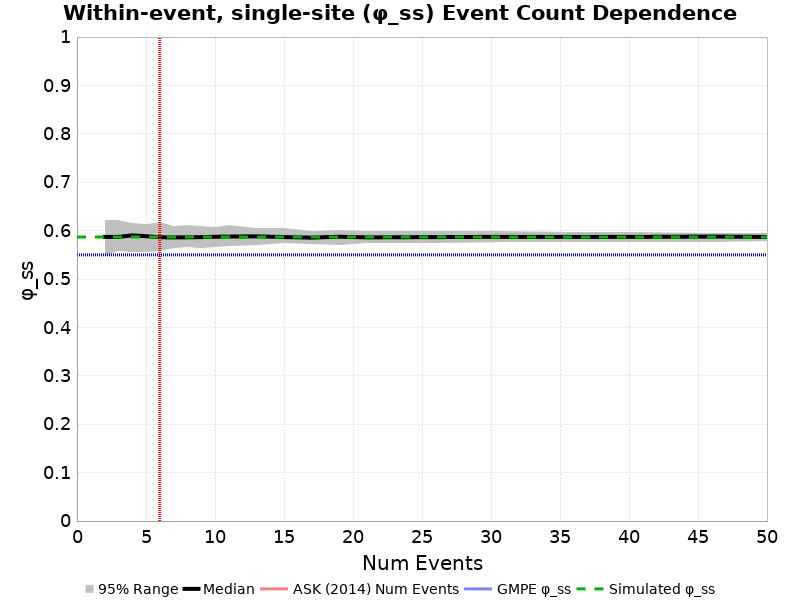 Within-event, single-site (φ_ss) Event Count Dependence
1
0.9
0.8
0.7
0.6
0.5
0.4
0.3
0.2
0.1
0
φ_ss
0 5 10 15 20 25 30 35 40 45 50
Num Events
95% Range Median ASK (2014) Num Events GMPE φ_ss Simulated φ_ss